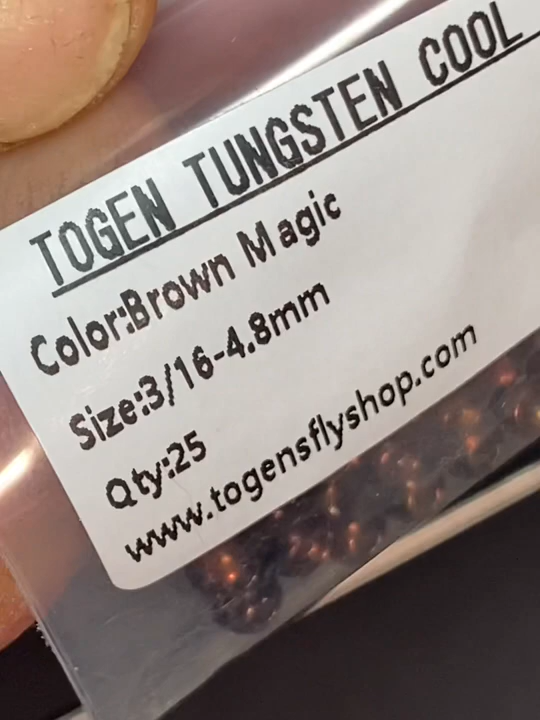 TOGEN TUNGSTEN COOL
Color:Brown Magic
Size:3/16-4.8mm
Qty:25
www.togensflyshop.com